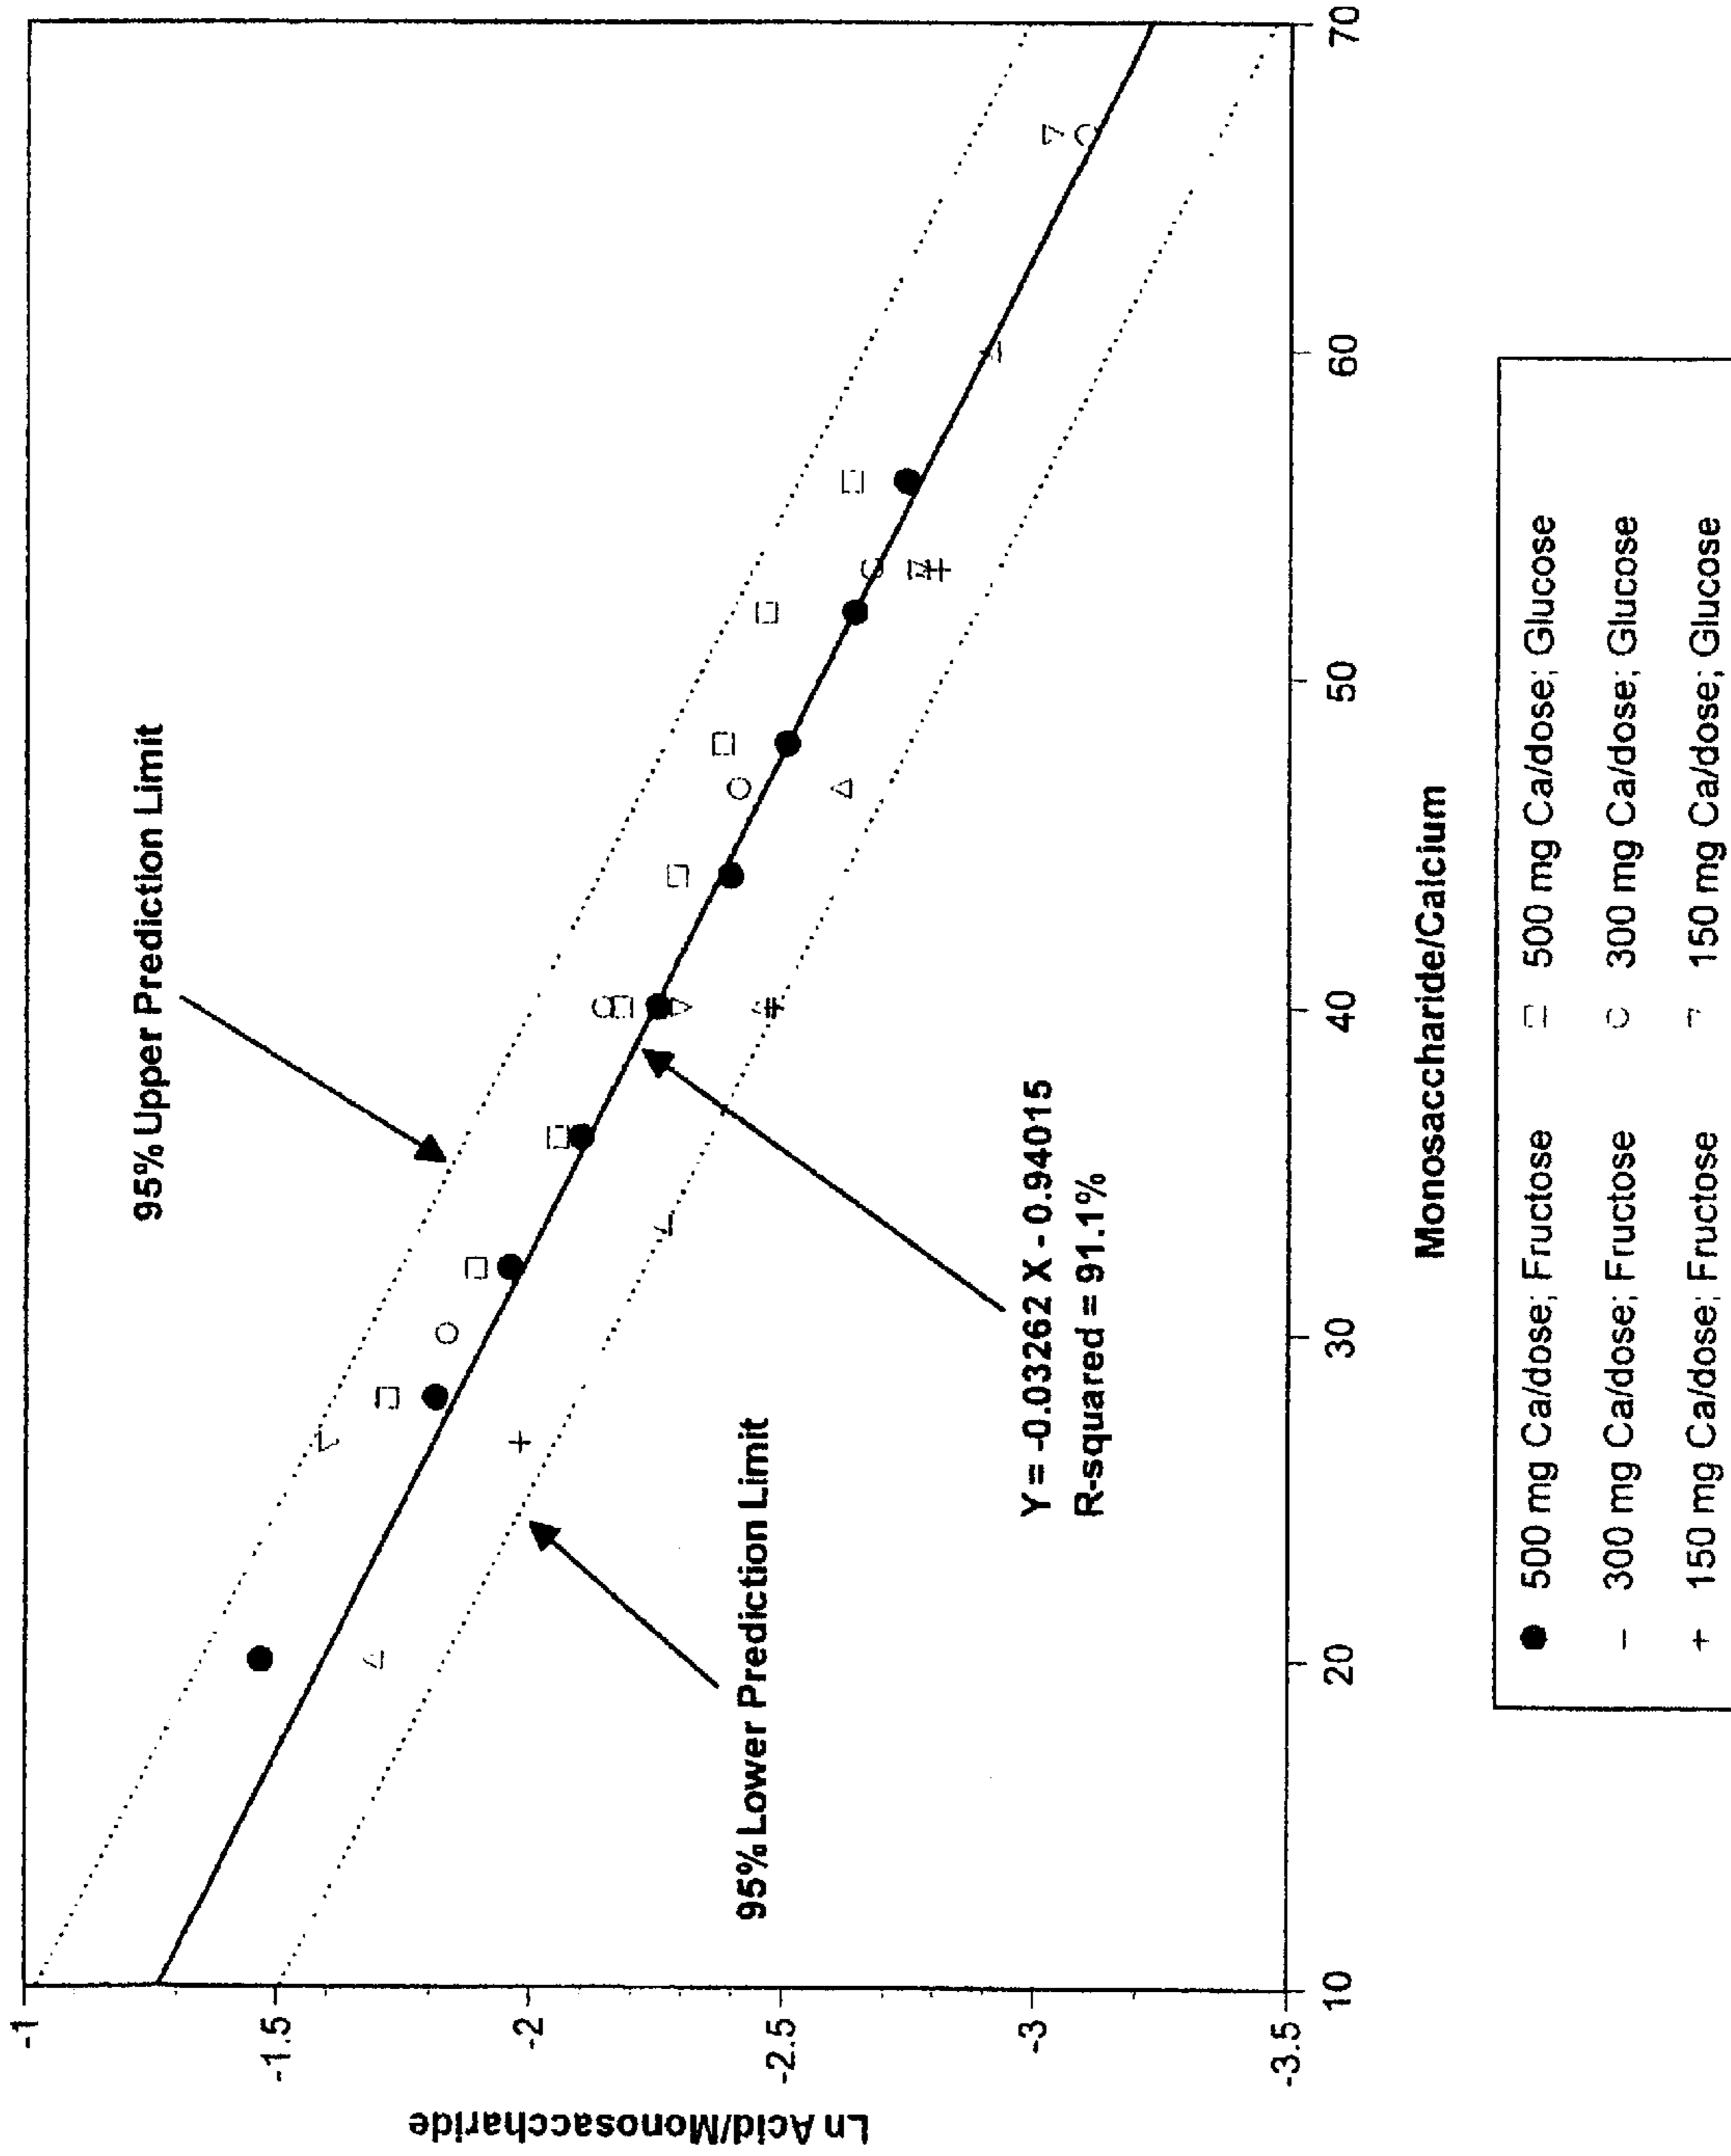 Ln Acid/Monosaccharide
-1
-1.5
-2
-2.5
-3
-3.5
95% Upper Prediction Limit
95% Lower Prediction Limit
Y = -0.03262 X - 0.94015
R-squared = 91.1%
10 20 30 40 50 60 70
Monosaccharide/Calcium
500 mg Ca/dose; Fructose 500 mg Ca/dose; Glucose
300 mg Ca/dose; Fructose 300 mg Ca/dose; Glucose
150 mg Ca/dose; Fructose 150 mg Ca/dose; Glucose